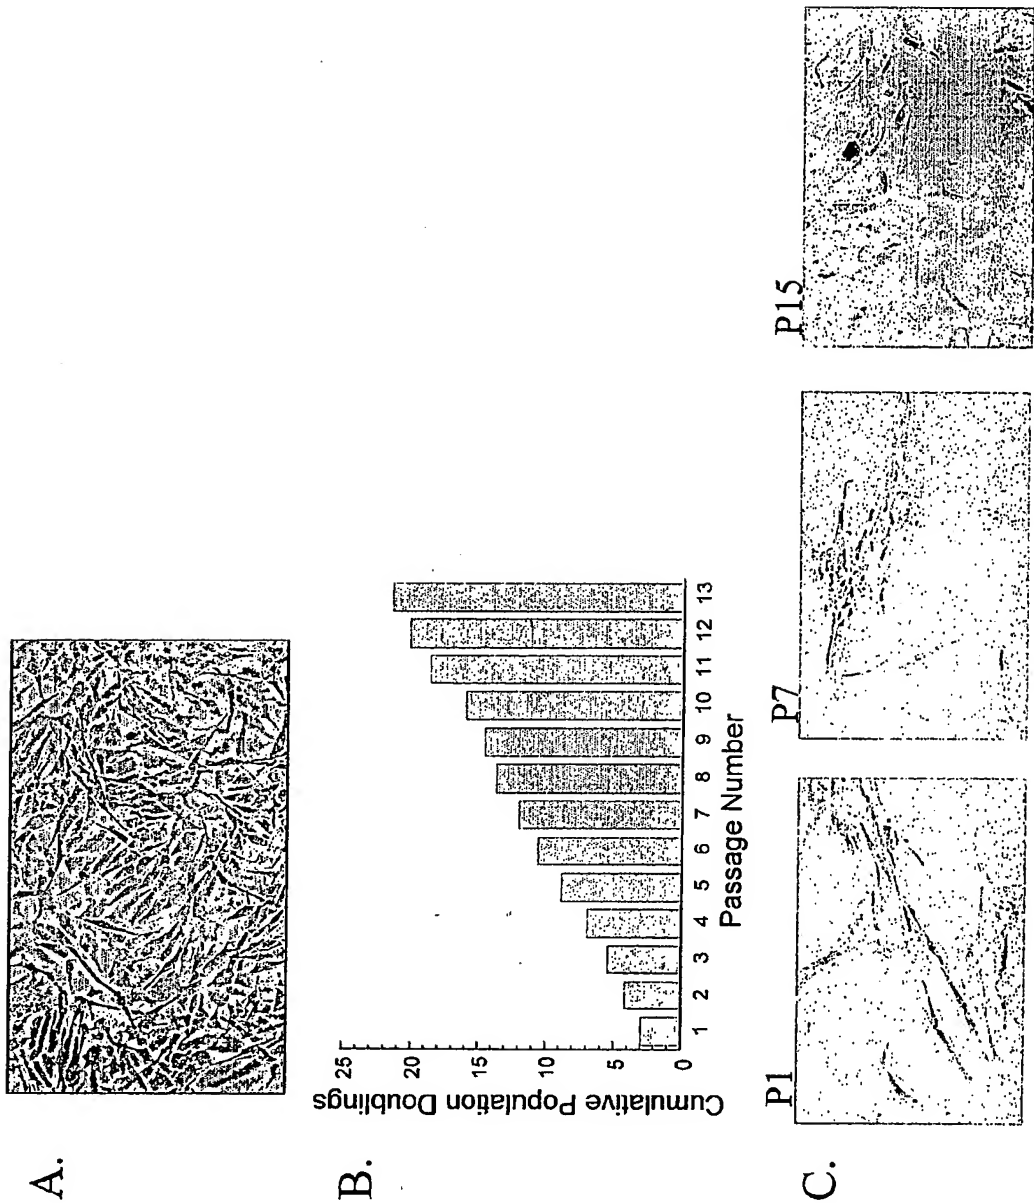 A.
B.
Cumulative Population Doublings
25
20
15
10
5
0
1 2 3 4 5 6 7 8 9 10 11 12 13
Passage Number
C.
P1
P7
P15